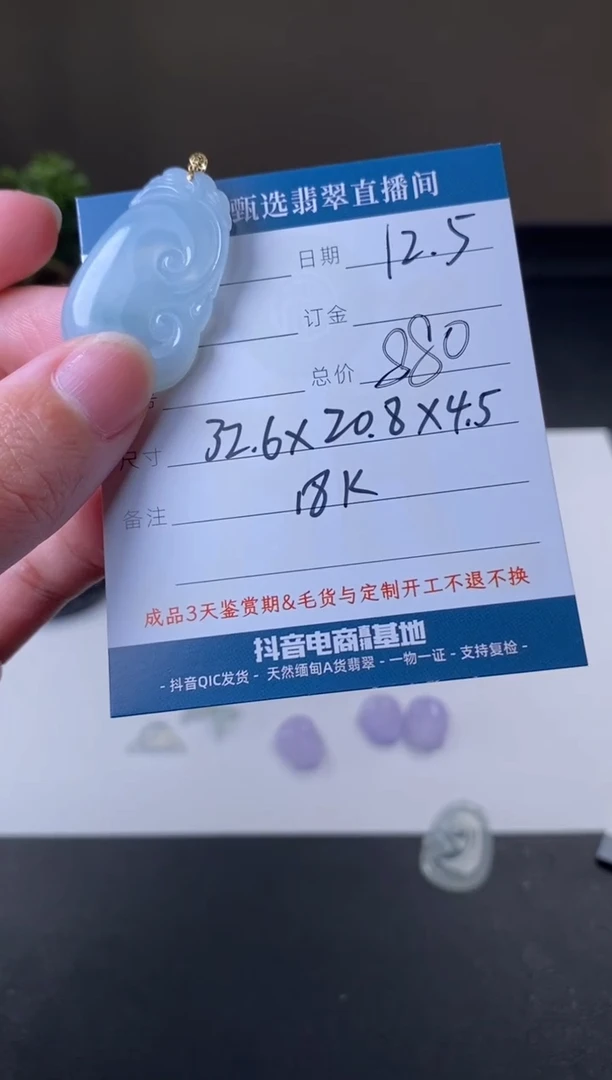 甄选翡翠直播间
日期 12.5
订金
总价 880
尺寸 32.6X20.8X4.5
备注 18K
成品3天鉴赏期&毛货与定制开工不退不换
抖音电商基地
- 抖音QIC发货 - 天然缅甸A货翡翠 - 一物一证 - 支持复检 -